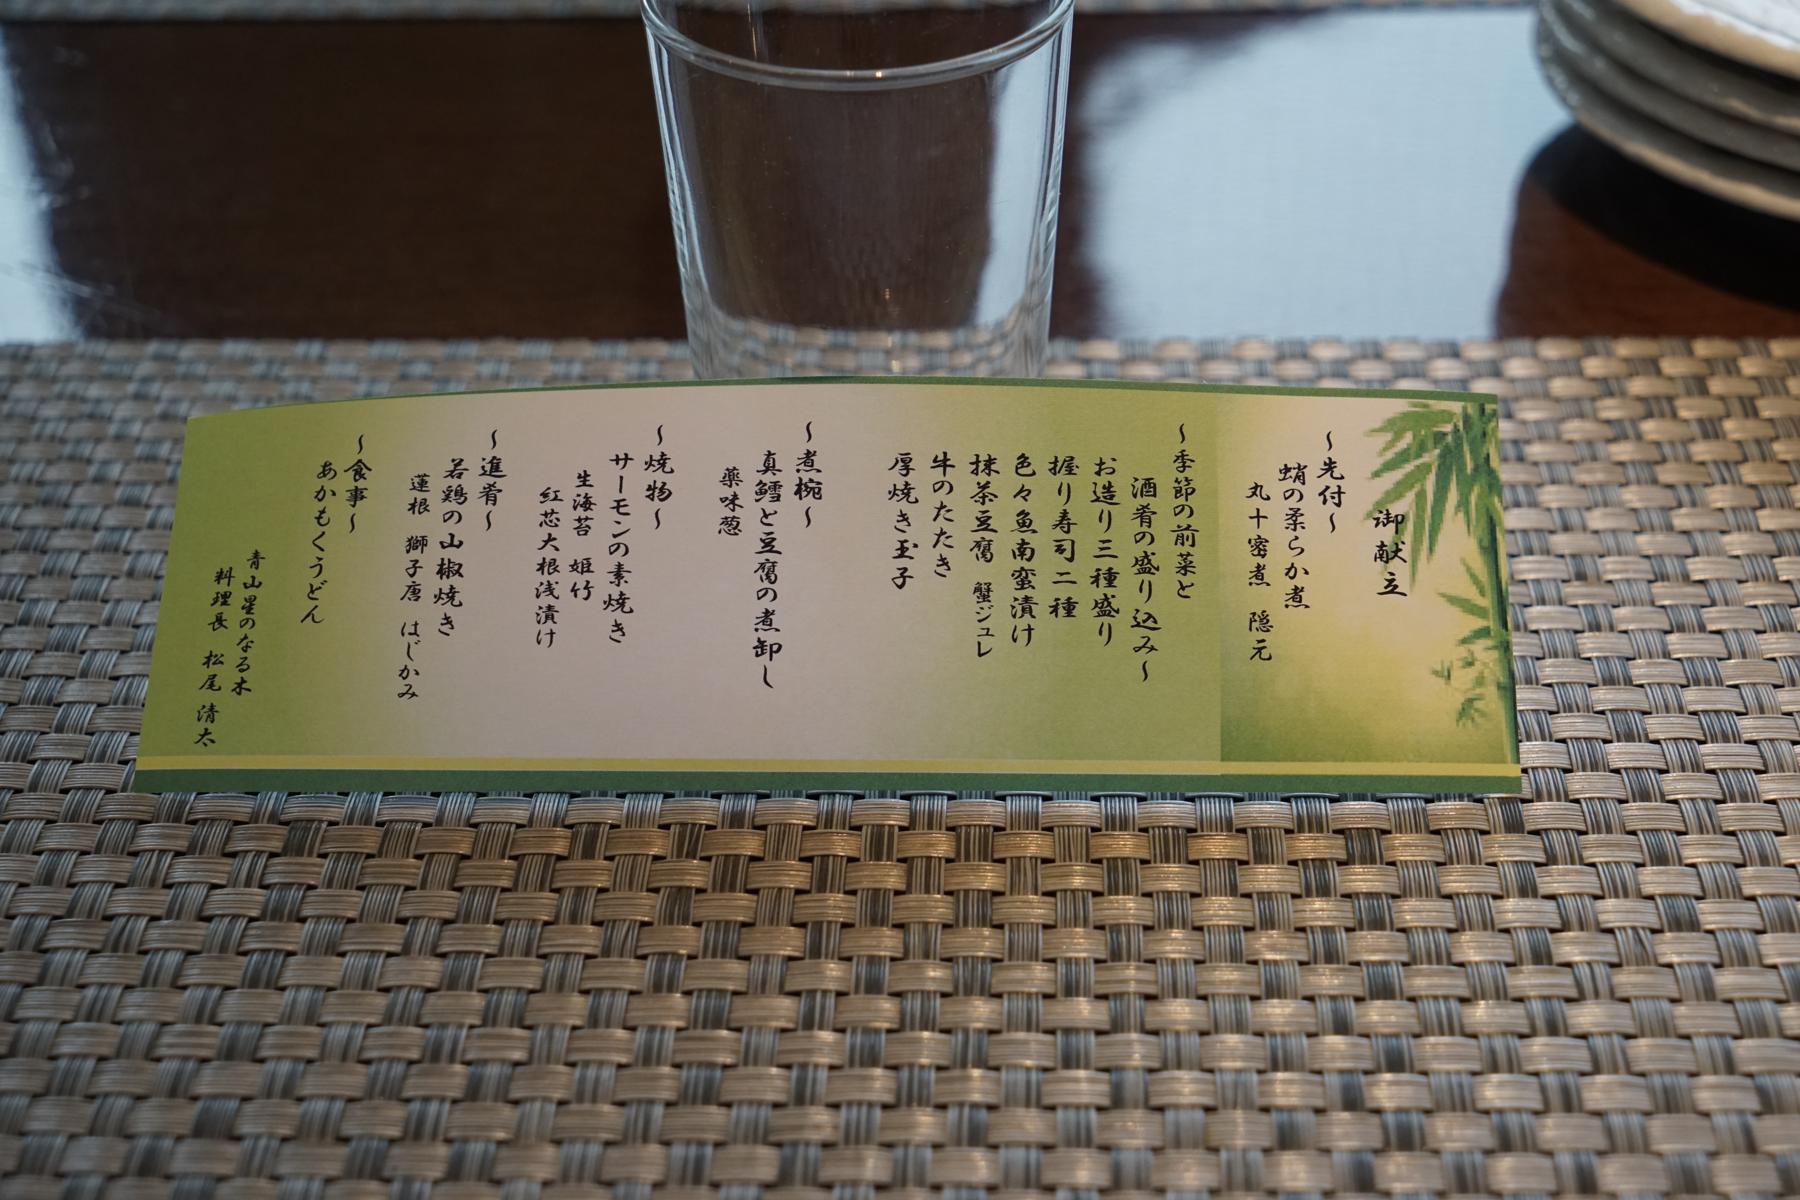 御献立
～先付～
蛸の柔らか煮
丸十蜜煮　隠元
～季節の前菜と
酒肴の盛り込み～
お造り三種盛り
握り寿司二種
色々魚南蛮漬け
抹茶豆腐　蟹ジュレ
牛のたたき
厚焼き玉子
～煮椀～
真鱈と豆腐の煮卸し
薬味葱
～焼物～
サーモンの素焼き
生海苔　姫竹
紅芯大根浅漬け
～進肴～
若鶏の山椒焼き
蓮根　獅子唐　はじかみ
～食事～
あかもくうどん
青山星のなる木
料理長　松尾　清太